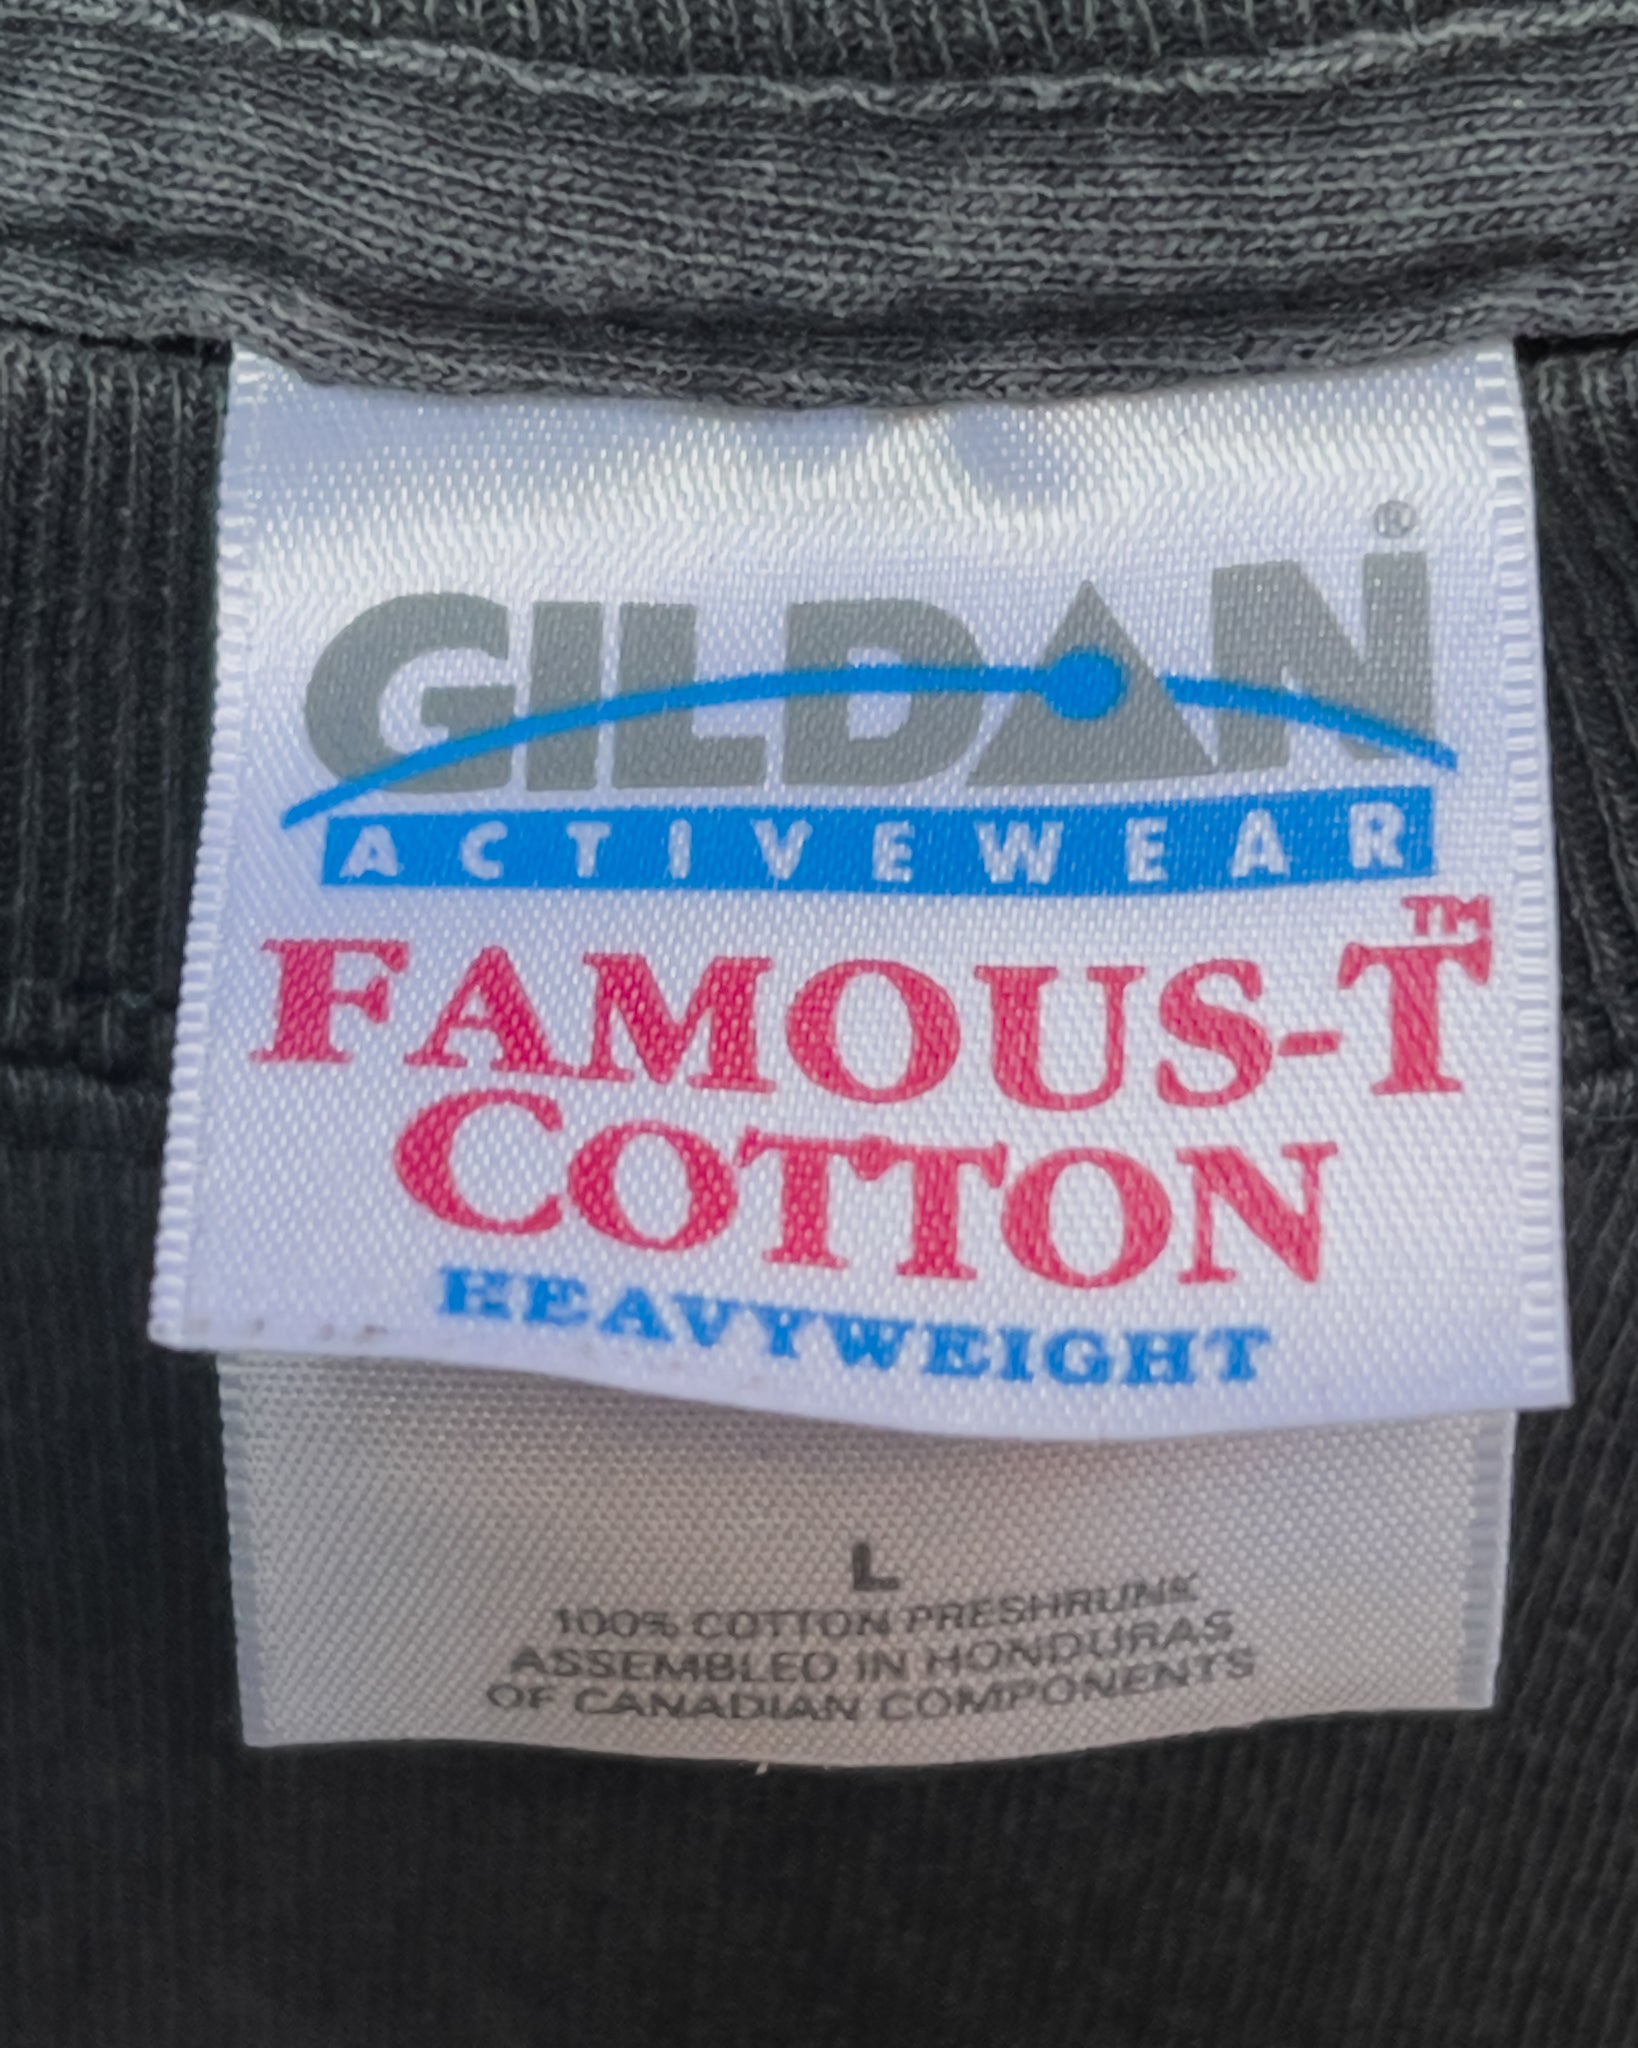 GILDAN®
ACTIVEWEAR
FAMOUS-T™
COTTON
HEAVYWEIGHT
L
100% COTTON PRESHRUNK
ASSEMBLED IN HONDURAS
OF CANADIAN COMPONENTS